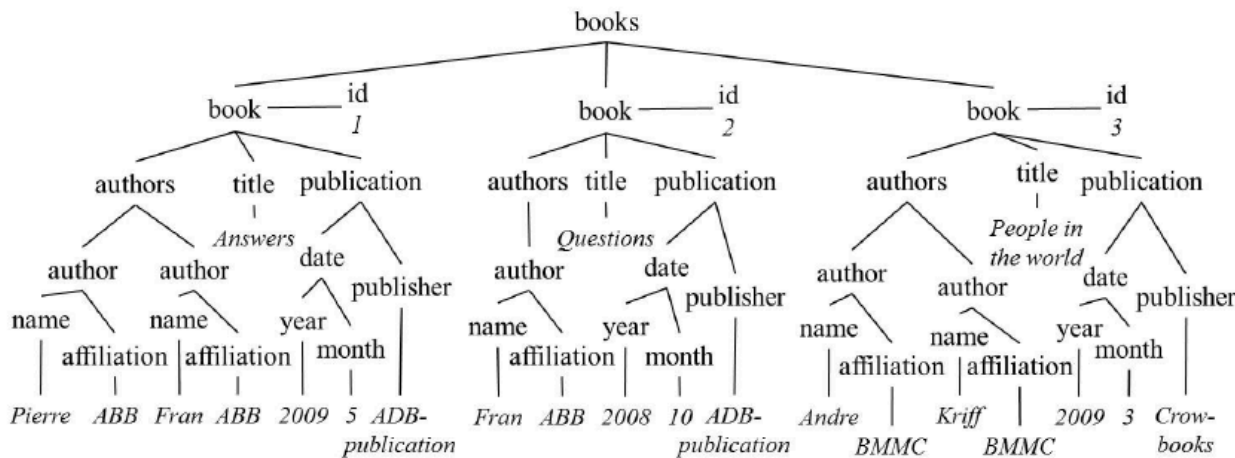 books
book id book id book id
1 2 3
authors title publication authors title publication authors title publication
Answers Questions People in
the world
author author date author date author author date
publisher publisher publisher
name name year name year name name year
affiliation affiliation month affiliation month affiliation affiliation month
Pierre ABB Fran ABB 2009 5 ADB- Fran ABB 2008 10 ADB- Andre Kriff 2009 3 Crow-
publication publication BMMC BMMC books